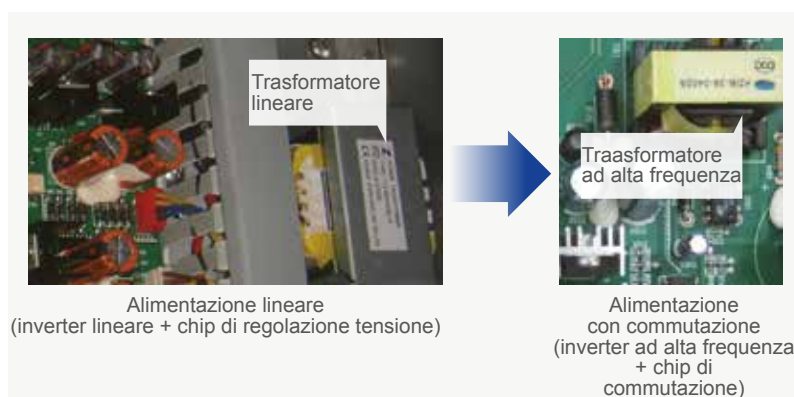 Trasformatore
lineare
Traasformatore
ad alta frequenza
Alimentazione lineare
(inverter lineare + chip di regolazione tensione)
Alimentazione
con commutazione
(inverter ad alta frequenza
+ chip di
commutazione)